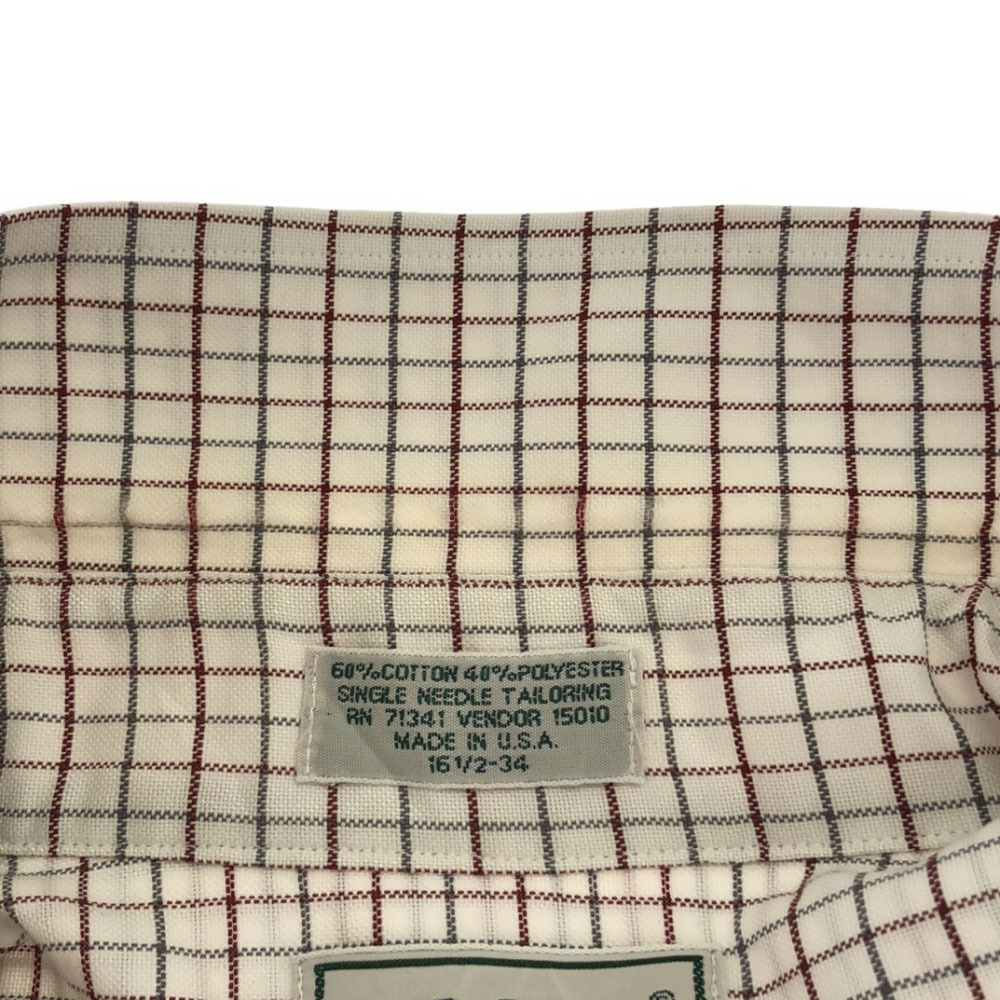 60%COTTON 40%POLYESTER
SINGLE NEEDLE TAILORING
RN 71341 VENDOR 15010
MADE IN U.S.A.
16 1/2-34
®